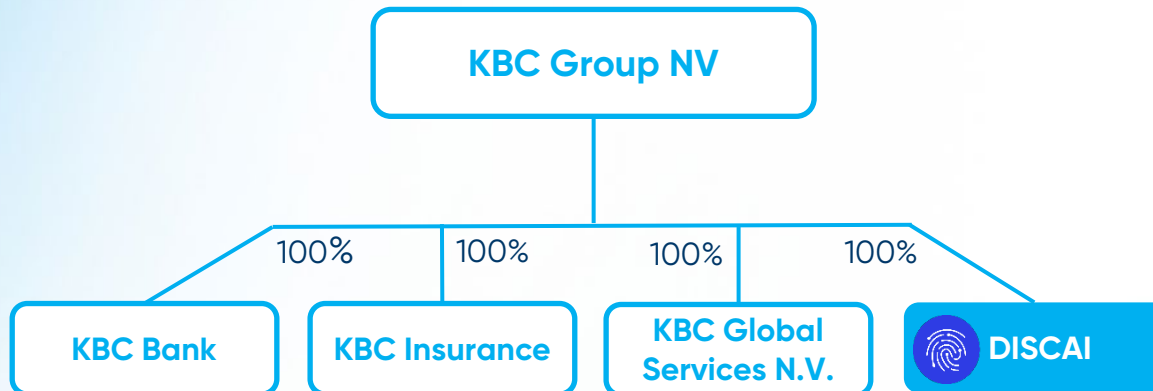 KBC Group NV
100%
100%
100%
100%
KBC Bank
KBC Insurance
KBC Global
Services N.V.
DISCAI